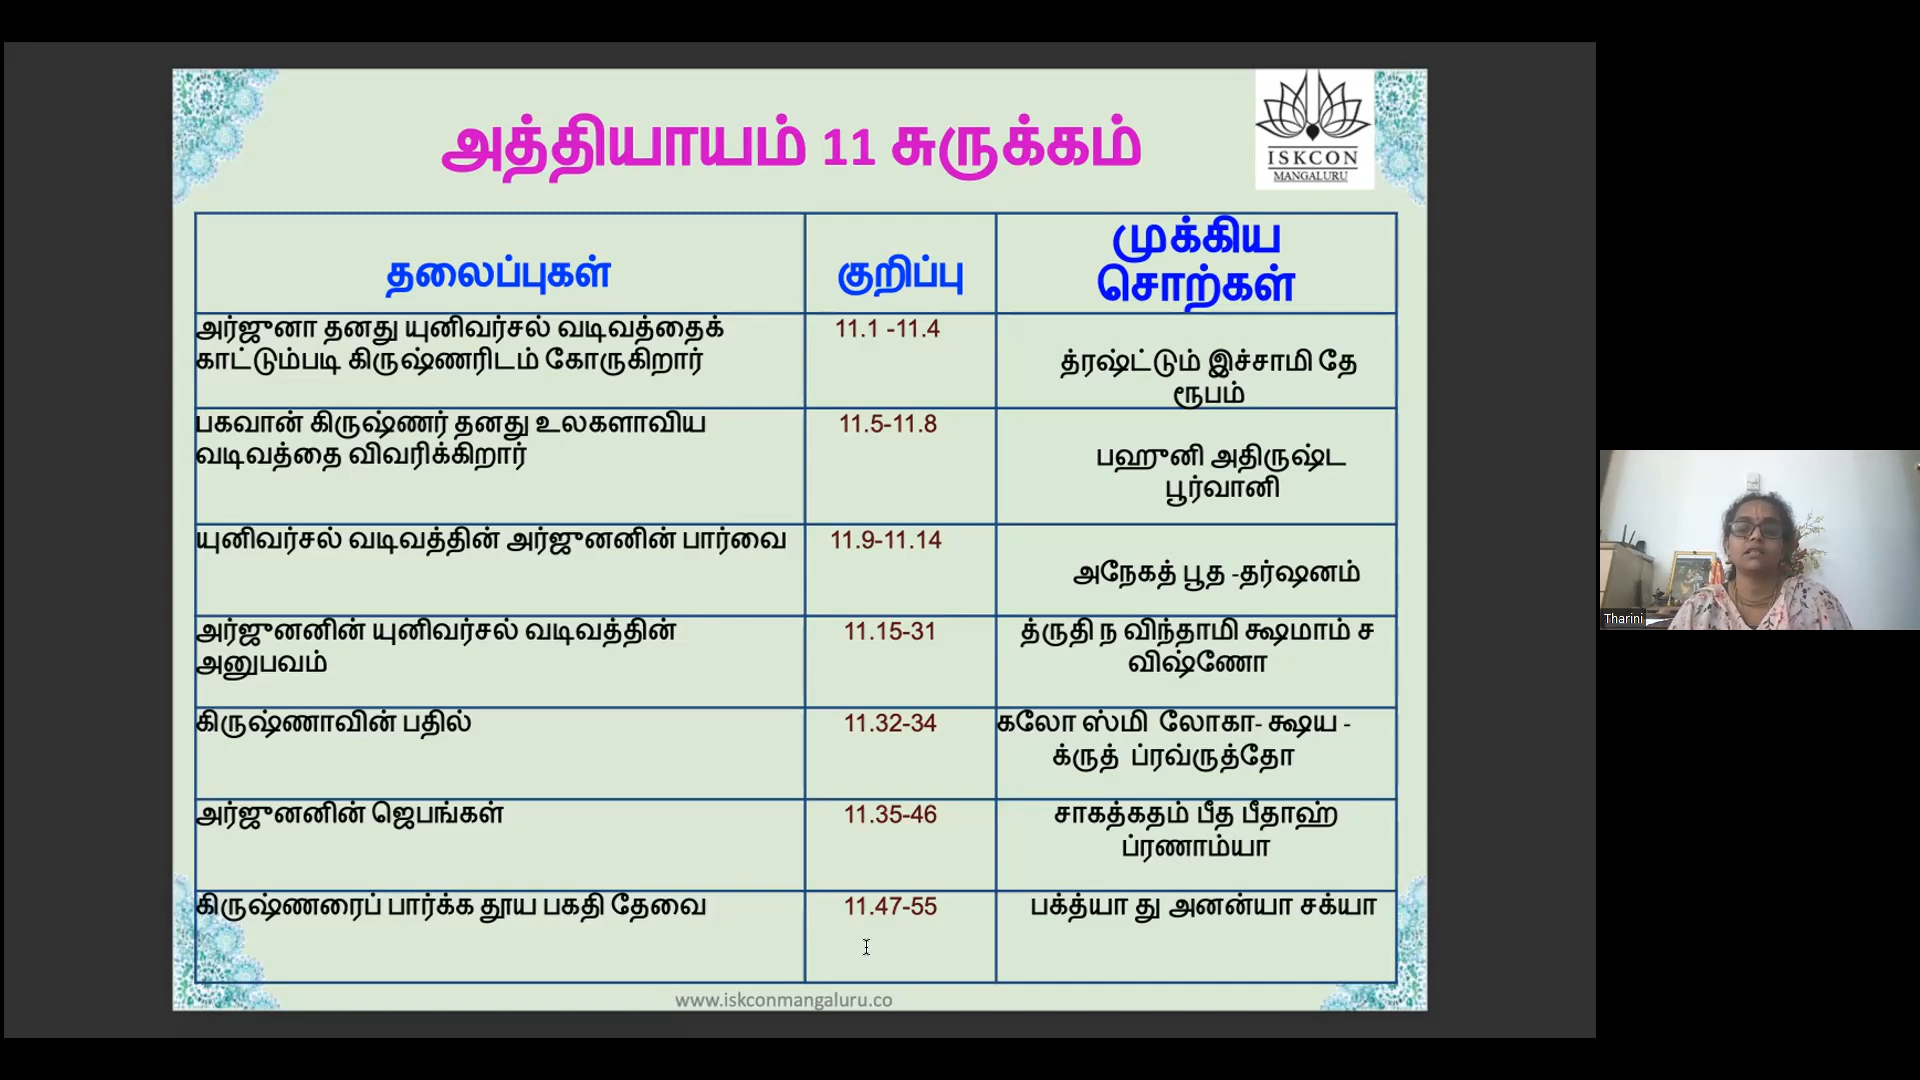 அத்தியாயம் 11 சுருக்கம்
ISKCON
MANGALURU
தலைப்புகள்
குறிப்பு
முக்கிய
சொற்கள்
அர்ஜுனா தனது யுனிவர்சல் வடிவத்தைக்
காட்டும்படி கிருஷ்ணரிடம் கோருகிறார்
11.1 -11.4
த்ரஷ்ட்டும் இச்சாமி தே
ரூபம்
பகவான் கிருஷ்ணர் தனது உலகளாவிய
வடிவத்தை விவரிக்கிறார்
11.5-11.8
பஹுனி அதிருஷ்ட
பூர்வானி
யுனிவர்சல் வடிவத்தின் அர்ஜுனனின் பார்வை
11.9-11.14
அநேகத் பூத -தர்ஷனம்
அர்ஜுனனின் யுனிவர்சல் வடிவத்தின்
அனுபவம்
11.15-31
த்ருதி ந விந்தாமி க்ஷமாம் ச
விஷ்ணோ
கிருஷ்ணாவின் பதில்
11.32-34
கலோ ஸ்மி லோகா- க்ஷய -
க்ருத் ப்ரவ்ருத்தோ
அர்ஜுனனின் ஜெபங்கள்
11.35-46
சாகத்கதம் பீத பீதாஹ்
ப்ரணாம்யா
கிருஷ்ணரைப் பார்க்க தூய பகதி தேவை
11.47-55
பக்த்யா து அனன்யா சக்யா
www.iskconmangaluru.co
Tharini